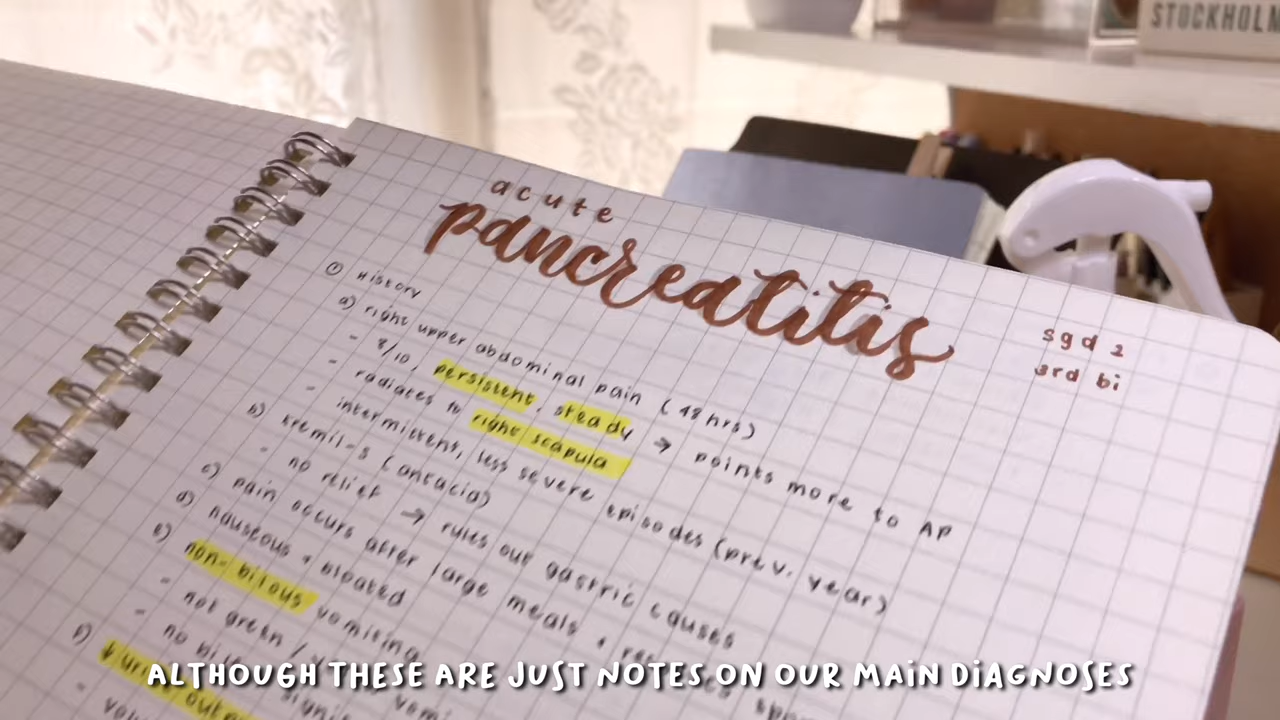 STOCKHOLM
acute
pancreatitis
sgd 2
3rd bi
① History
a) right upper abdominal pain (48 hrs)
- 8/10, persistent, steady → points more to AP
- radiates to right scapula
- intermittent, less severe episodes (prev. year)
b) kremil-s (antacid)
- no relief → rules out gastric causes
c) pain occurs after large meals +
d) nauseous + bloated
e) non-bilous vomiting
- not green /
- no
f) ↓
ALTHOUGH THESE ARE JUST NOTES ON OUR MAIN DIAGNOSES